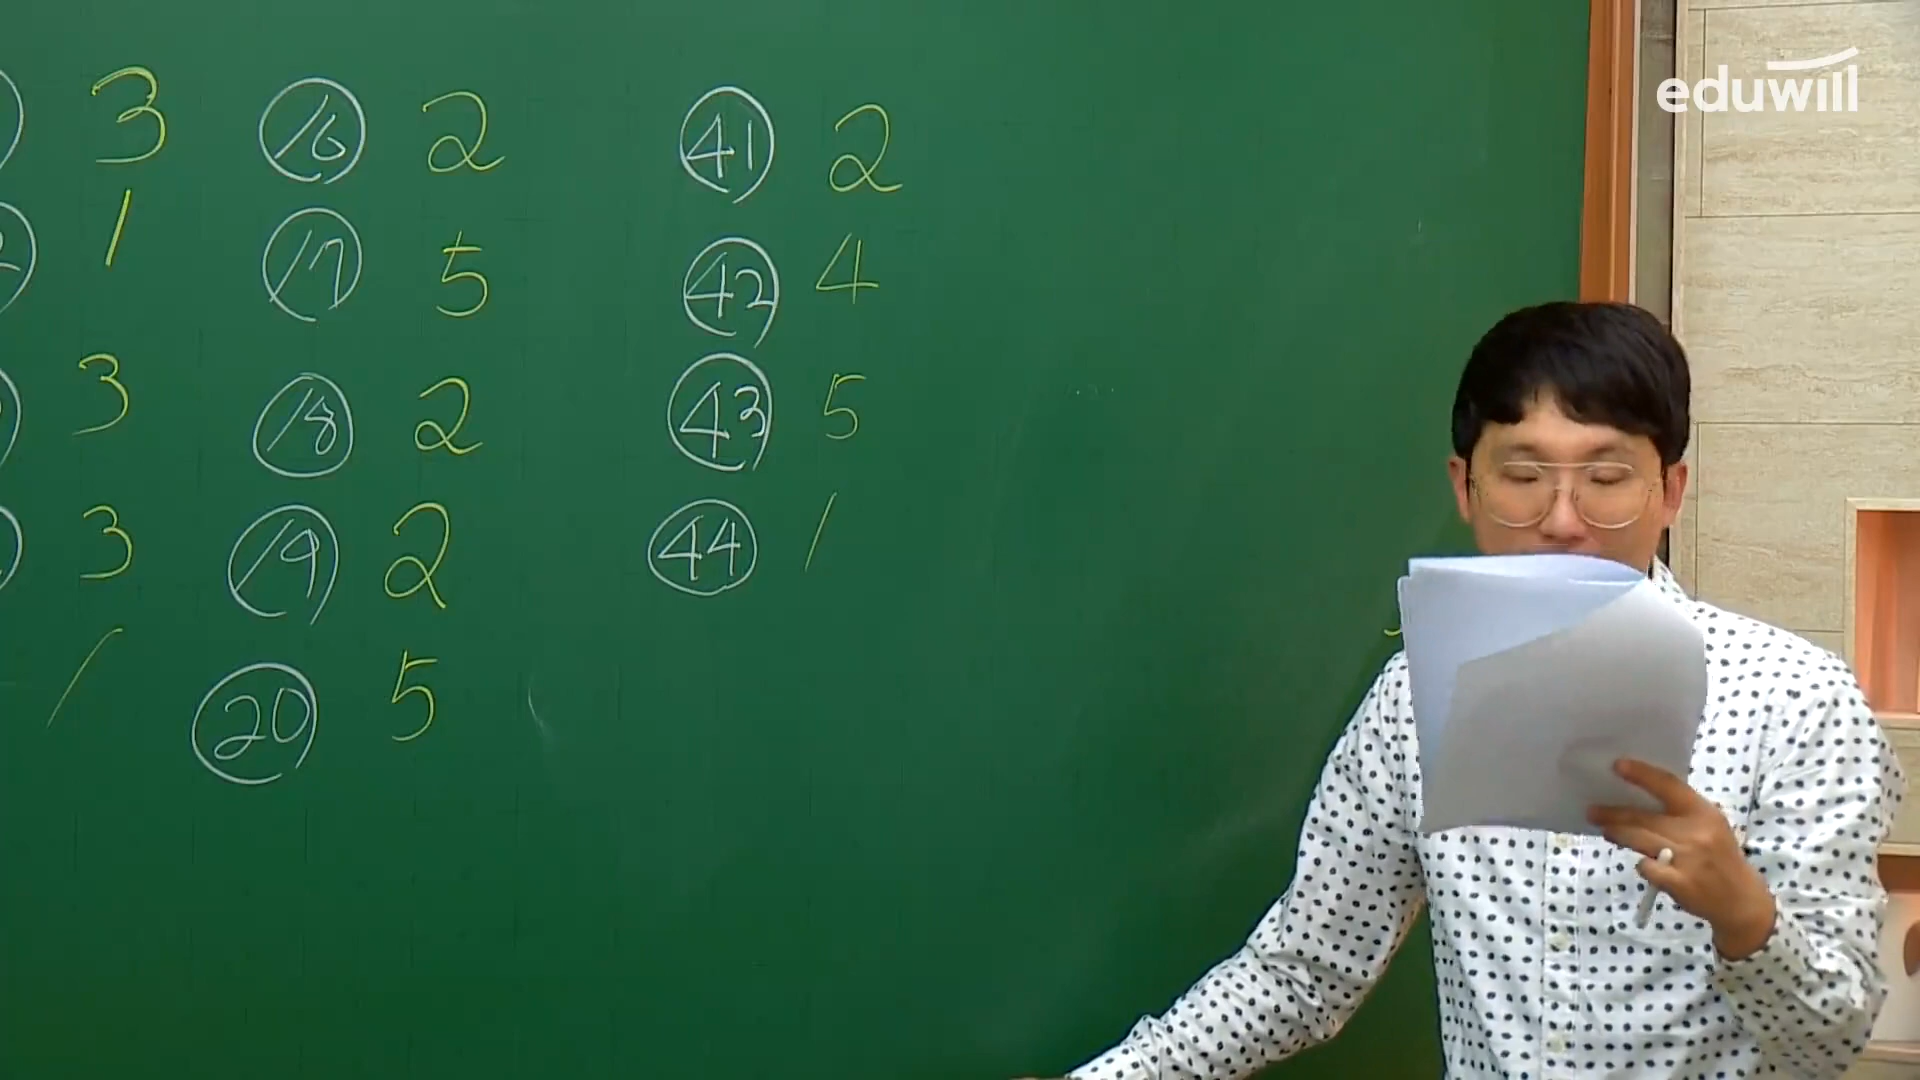 eduwill
3 ⑯ 2 ㊶ 2
1 ⑰ 5 ㊷ 4
3 ⑱ 2 ㊸ 5
3 ⑲ 2 ㊹ 1
1 ⑳ 5